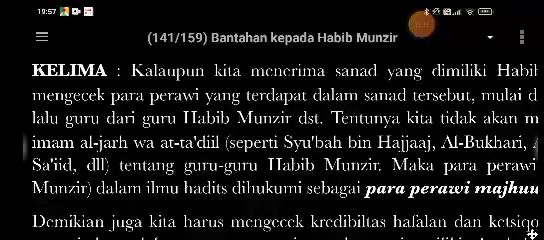 19:57
(141/159) Bantahan kepada Habib Munzir
KELIMA : Kalaupun kita menerima sanad yang dimiliki Habib
mengecek para perawi yang terdapat dalam sanad tersebut, mulai d
lalu guru dari guru Habib Munzir dst. Tentunya kita tidak akan m
imam al-jarh wa at-ta'diil (seperti Syu'bah bin Hajjaaj, Al-Bukhari,
Sa'iid, dll) tentang guru-guru Habib Munzir. Maka para perawi
Munzir) dalam ilmu hadits dihukumi sebagai para perawi majhuu
Demikian juga kita harus mengecek kredibiltas hafalan dan ketsiqo